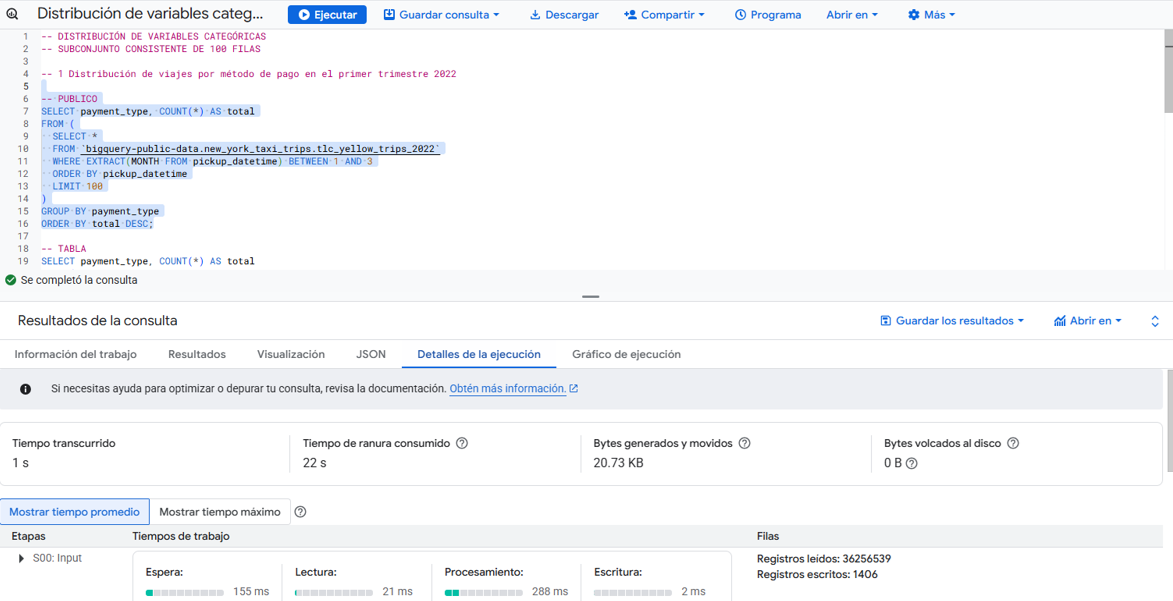 Distribución de variables categ...
Ejecutar
Guardar consulta
Descargar
Compartir
Programa
Abrir en
Más
1 -- DISTRIBUCIÓN DE VARIABLES CATEGÓRICAS
2 -- SUBCONJUNTO CONSISTENTE DE 100 FILAS
3
4 -- 1 Distribución de viajes por método de pago en el primer trimestre 2022
5
6 -- PUBLICO
7 SELECT payment_type, COUNT(*) AS total
8 FROM (
9 SELECT *
10 FROM `bigquery-public-data.new_york_taxi_trips.tlc_yellow_trips_2022`
11 WHERE EXTRACT(MONTH FROM pickup_datetime) BETWEEN 1 AND 3
12 ORDER BY pickup_datetime
13 LIMIT 100
14 )
15 GROUP BY payment_type
16 ORDER BY total DESC;
17
18 -- TABLA
19 SELECT payment_type, COUNT(*) AS total
Se completó la consulta
Resultados de la consulta
Guardar los resultados
Abrir en
Información del trabajo
Resultados
Visualización
JSON
Detalles de la ejecución
Gráfico de ejecución
Si necesitas ayuda para optimizar o depurar tu consulta, revisa la documentación. Obtén más información.
Tiempo transcurrido
1 s
Tiempo de ranura consumido
22 s
Bytes generados y movidos
20.73 KB
Bytes volcados al disco
0 B
Mostrar tiempo promedio
Mostrar tiempo máximo
Etapas
Tiempos de trabajo
Filas
S00: Input
Espera:
155 ms
Lectura:
21 ms
Procesamiento:
288 ms
Escritura:
2 ms
Registros leídos: 36256539
Registros escritos: 1406